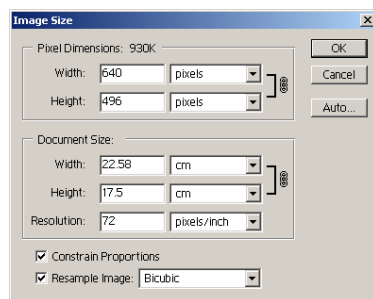 Image Size
Pixel Dimensions: 930K
Width: 640 pixels
Height: 496 pixels
Document Size:
Width: 22.58 cm
Height: 17.5 cm
Resolution: 72 pixels/inch
Constrain Proportions
Resample Image: Bicubic
OK
Cancel
Auto...